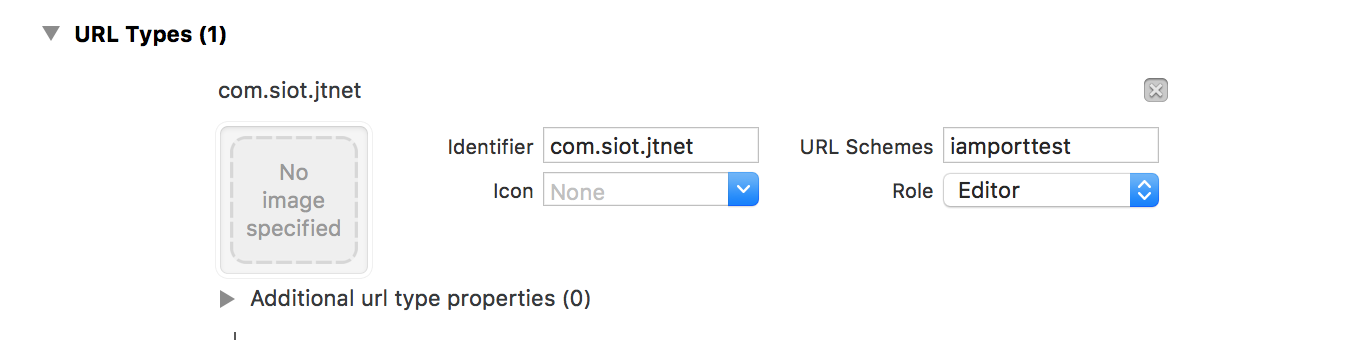 URL Types (1)
com.siot.jtnet
No
image
specified
Identifier com.siot.jtnet
URL Schemes iamporttest
Icon None
Role Editor
Additional url type properties (0)